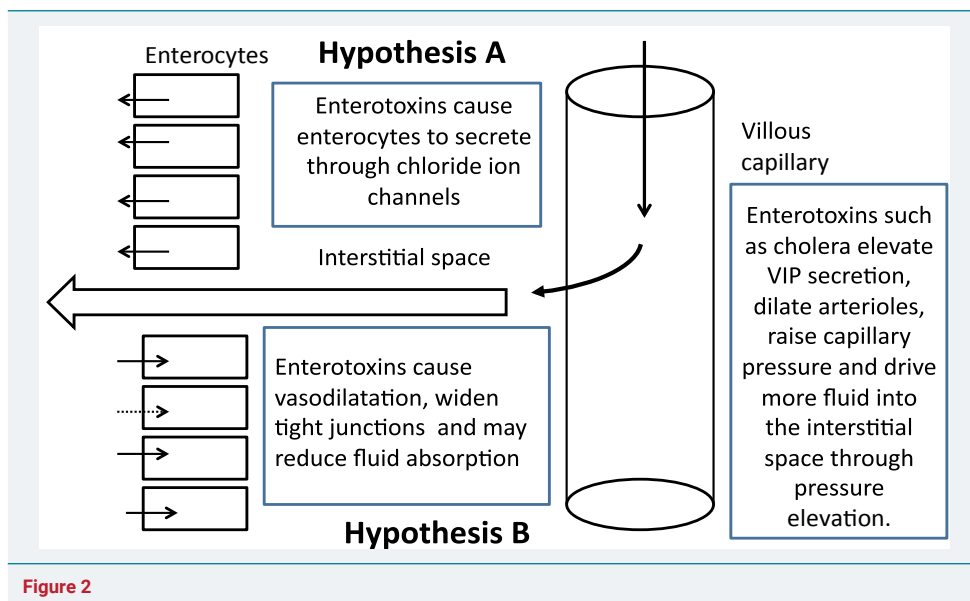 Enterocytes
Hypothesis A
Enterotoxins cause
enterocytes to secrete
through chloride ion
channels
Villous
capillary
Interstitial space
Enterotoxins such
as cholera elevate
VIP secretion,
dilate arterioles,
raise capillary
pressure and drive
more fluid into
the interstitial
space through
pressure
elevation.
Enterotoxins cause
vasodilatation, widen
tight junctions and may
reduce fluid absorption
Hypothesis B
Figure 2